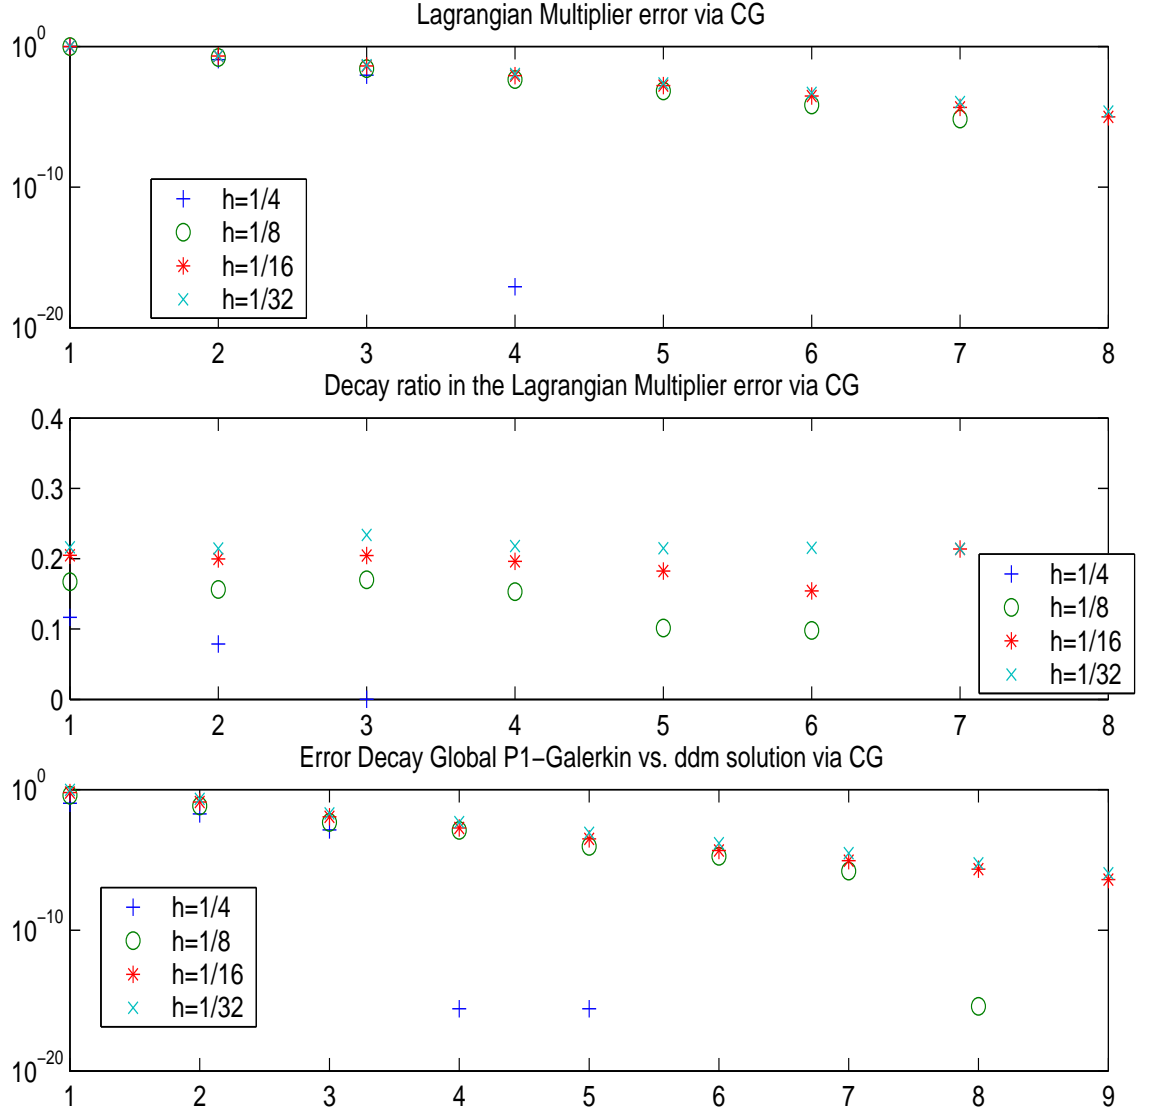 Lagrangian Multiplier error via CG
10^0
10^−10
10^−20
h=1/4
h=1/8
h=1/16
h=1/32
1 2 3 4 5 6 7 8
Decay ratio in the Lagrangian Multiplier error via CG
0.4
0.3
0.2
0.1
0
h=1/4
h=1/8
h=1/16
h=1/32
1 2 3 4 5 6 7 8
Error Decay Global P1−Galerkin vs. ddm solution via CG
10^0
10^−10
10^−20
h=1/4
h=1/8
h=1/16
h=1/32
1 2 3 4 5 6 7 8 9